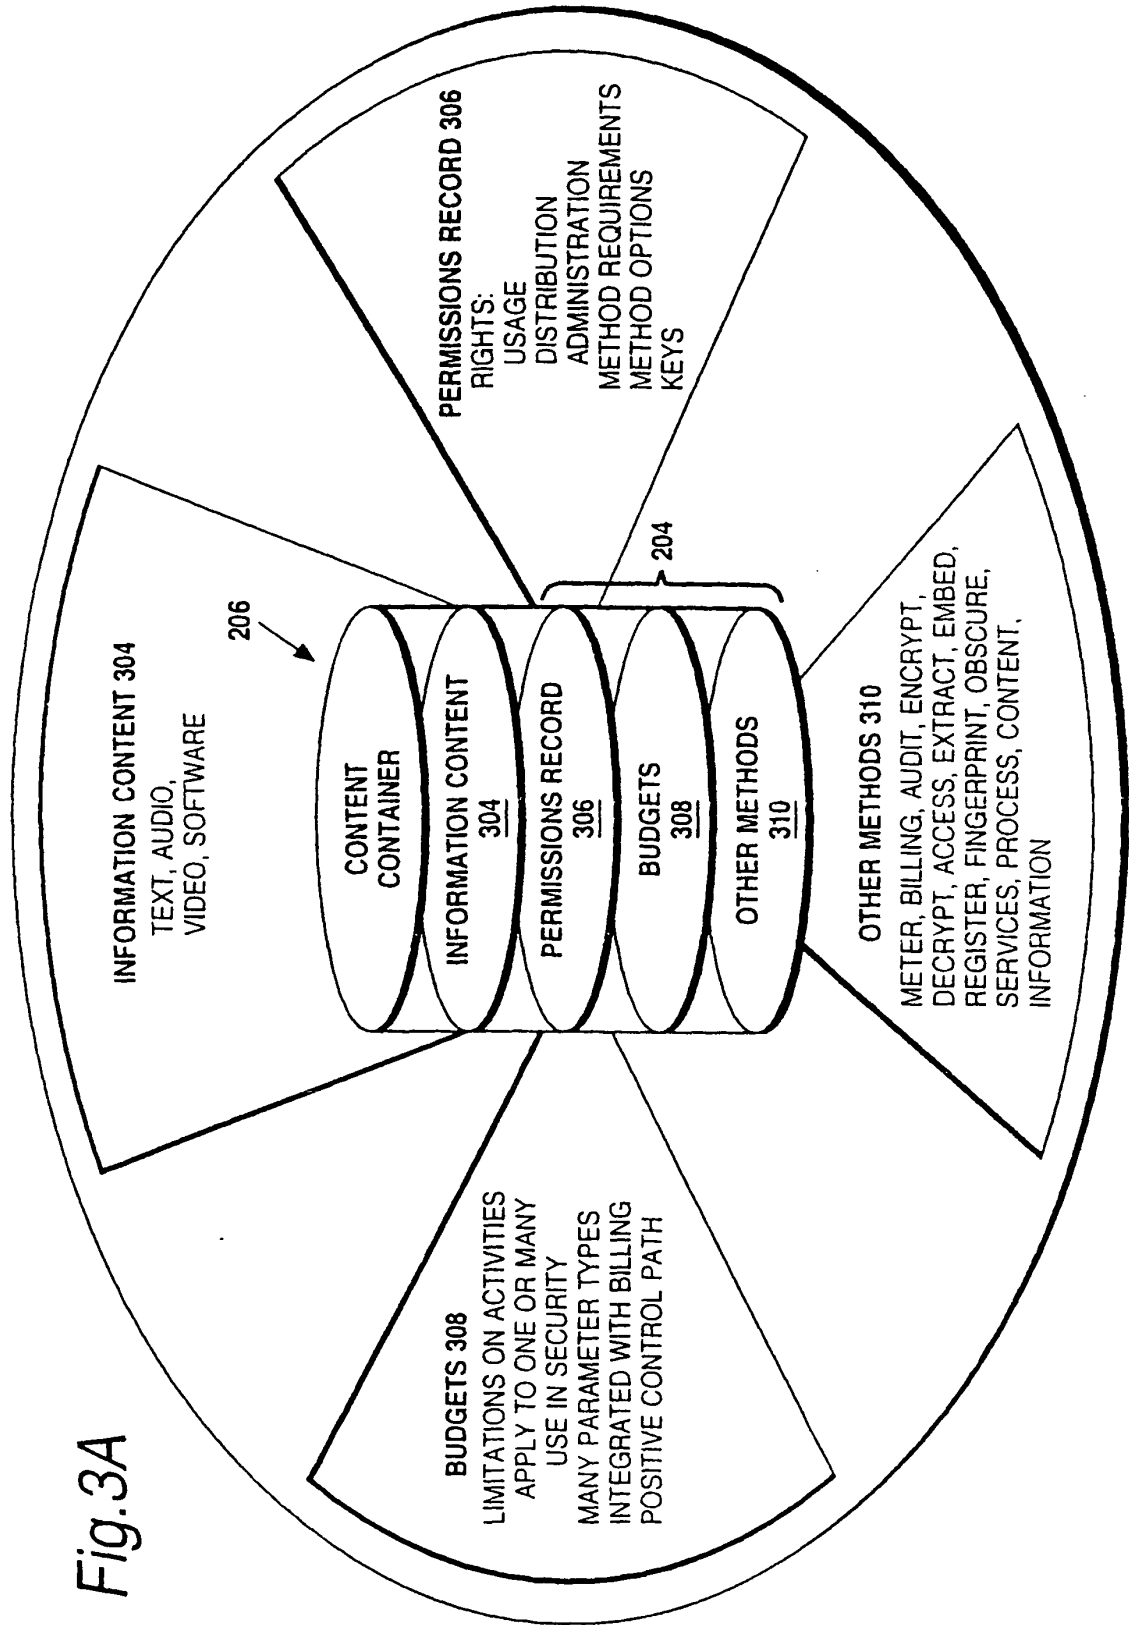 Fig.3A
INFORMATION CONTENT 304
TEXT, AUDIO,
VIDEO, SOFTWARE
206
BUDGETS 308
LIMITATIONS ON ACTIVITIES
APPLY TO ONE OR MANY
USE IN SECURITY
MANY PARAMETER TYPES
INTEGRATED WITH BILLING
POSITIVE CONTROL PATH
CONTENT
CONTAINER
INFORMATION CONTENT
304
PERMISSIONS RECORD
306
BUDGETS
308
OTHER METHODS
310
204
PERMISSIONS RECORD 306
RIGHTS:
USAGE
DISTRIBUTION
ADMINISTRATION
METHOD REQUIREMENTS
METHOD OPTIONS
KEYS
OTHER METHODS 310
METER, BILLING, AUDIT, ENCRYPT,
DECRYPT, ACCESS, EXTRACT, EMBED,
REGISTER, FINGERPRINT, OBSCURE,
SERVICES, PROCESS, CONTENT,
INFORMATION